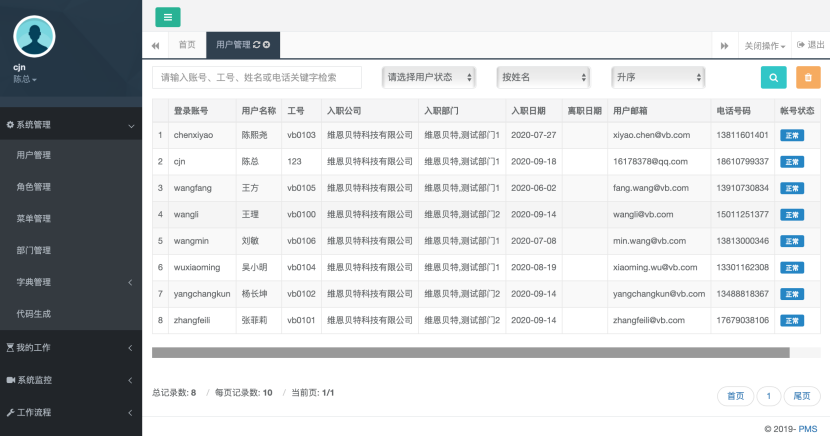 首页
用户管理
关闭操作
退出
cjn
陈总
系统管理
用户管理
角色管理
菜单管理
部门管理
字典管理
代码生成
我的工作
系统监控
工作流程
请输入账号、工号、姓名或电话关键字检索
请选择用户状态
按姓名
升序
登录账号 用户名称 工号 入职公司 入职部门 入职日期 离职日期 用户邮箱 电话号码 帐号状态
1 chenxiyao 陈熙尧 vb0103 维恩贝特科技有限公司 维恩贝特,测试部门1 2020-07-27 xiyao.chen@vb.com 13811601401 正常
2 cjn 陈总 123 维恩贝特科技有限公司 维恩贝特,测试部门1 2020-09-18 16178378@qq.com 18610799337 正常
3 wangfang 王方 vb0105 维恩贝特科技有限公司 维恩贝特,测试部门1 2020-06-02 fang.wang@vb.com 13910730834 正常
4 wangli 王理 vb0100 维恩贝特科技有限公司 维恩贝特,测试部门2 2020-09-14 wangli@vb.com 15011251377 正常
5 wangmin 刘敏 vb0106 维恩贝特科技有限公司 维恩贝特,测试部门1 2020-07-08 min.wang@vb.com 13813000346 正常
6 wuxiaoming 吴小明 vb0104 维恩贝特科技有限公司 维恩贝特,测试部门1 2020-08-19 xiaoming.wu@vb.com 13301162308 正常
7 yangchangkun 杨长坤 vb0102 维恩贝特科技有限公司 维恩贝特,测试部门2 2020-09-14 yangchangkun@vb.com 13488818367 正常
8 zhangfeili 张菲莉 vb0101 维恩贝特科技有限公司 维恩贝特,测试部门2 2020-09-14 zhangfeili@vb.com 17679038106 正常
总记录数: 8 / 每页记录数: 10 / 当前页: 1/1
首页 1 尾页
© 2019- PMS